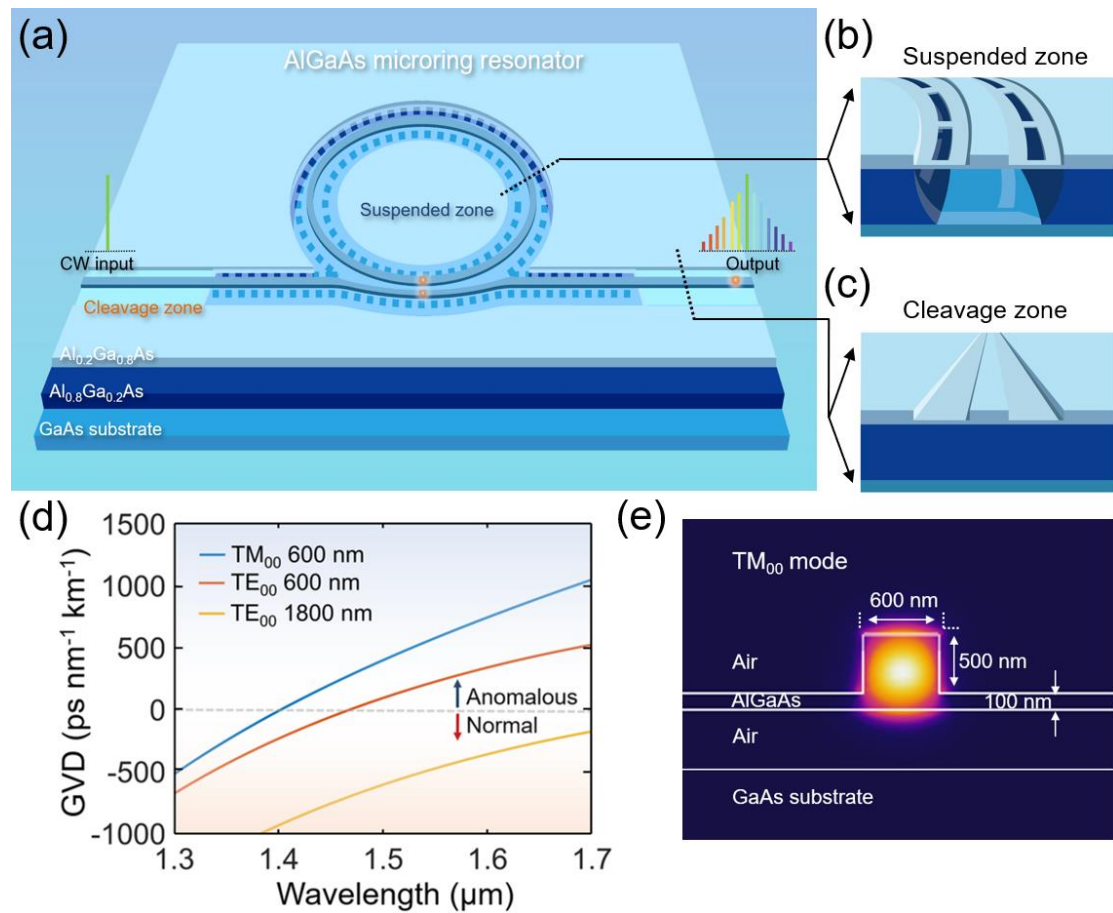 (a)
AlGaAs microring resonator
Suspended zone
CW input
Output
Cleavage zone
Al0.2Ga0.8As
Al0.8Ga0.2As
GaAs substrate
(b)
Suspended zone
(c)
Cleavage zone
(d)
GVD (ps nm⁻¹ km⁻¹)
1500
1000
500
0
-500
-1000
TM₀₀ 600 nm
TE₀₀ 600 nm
TE₀₀ 1800 nm
Anomalous
Normal
1.3 1.4 1.5 1.6 1.7
Wavelength (µm)
(e)
TM₀₀ mode
600 nm
500 nm
Air
AlGaAs
100 nm
Air
GaAs substrate